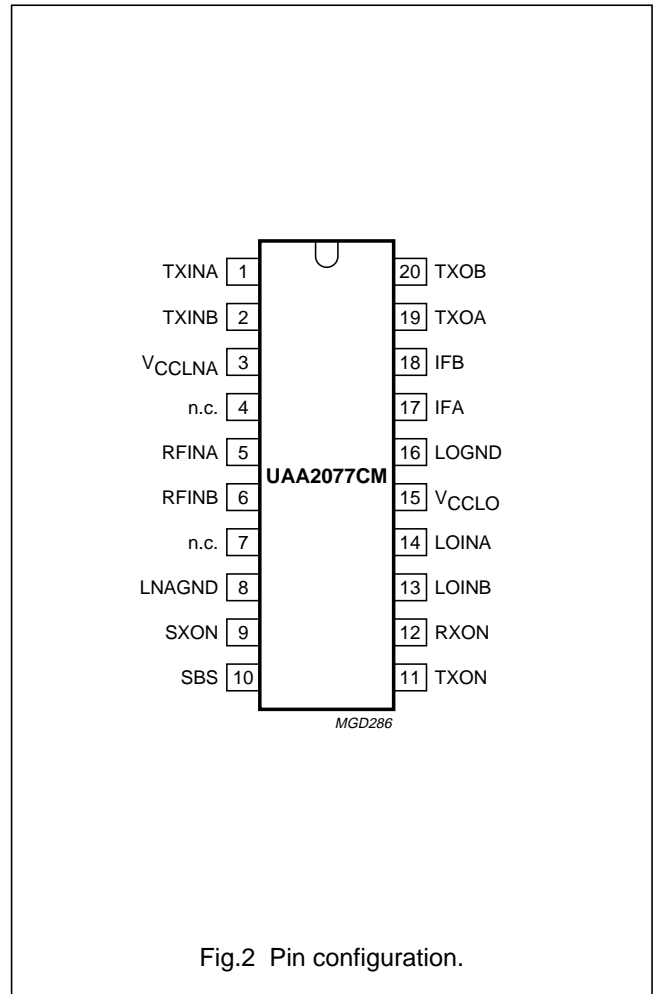 TXINA 1 20 TXOB
TXINB 2 19 TXOA
VCCLNA 3 18 IFB
n.c. 4 17 IFA
RFINA 5 16 LOGND
UAA2077CM
RFINB 6 15 VCCLO
n.c. 7 14 LOINA
LNAGND 8 13 LOINB
SXON 9 12 RXON
SBS 10 11 TXON
MGD286
Fig.2 Pin configuration.